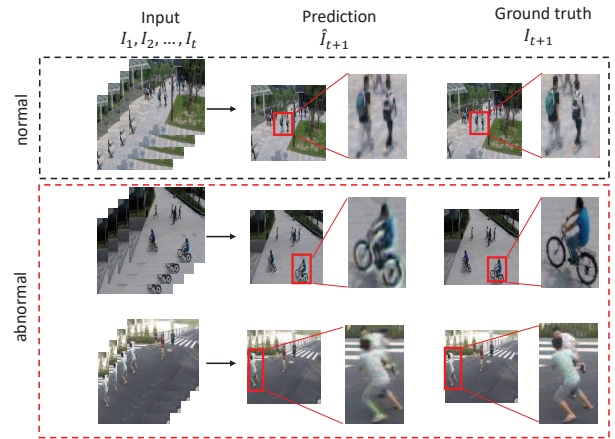 Input
I₁, I₂, … , Iₜ
Prediction
Îₜ₊₁
Ground truth
Iₜ₊₁
normal
abnormal